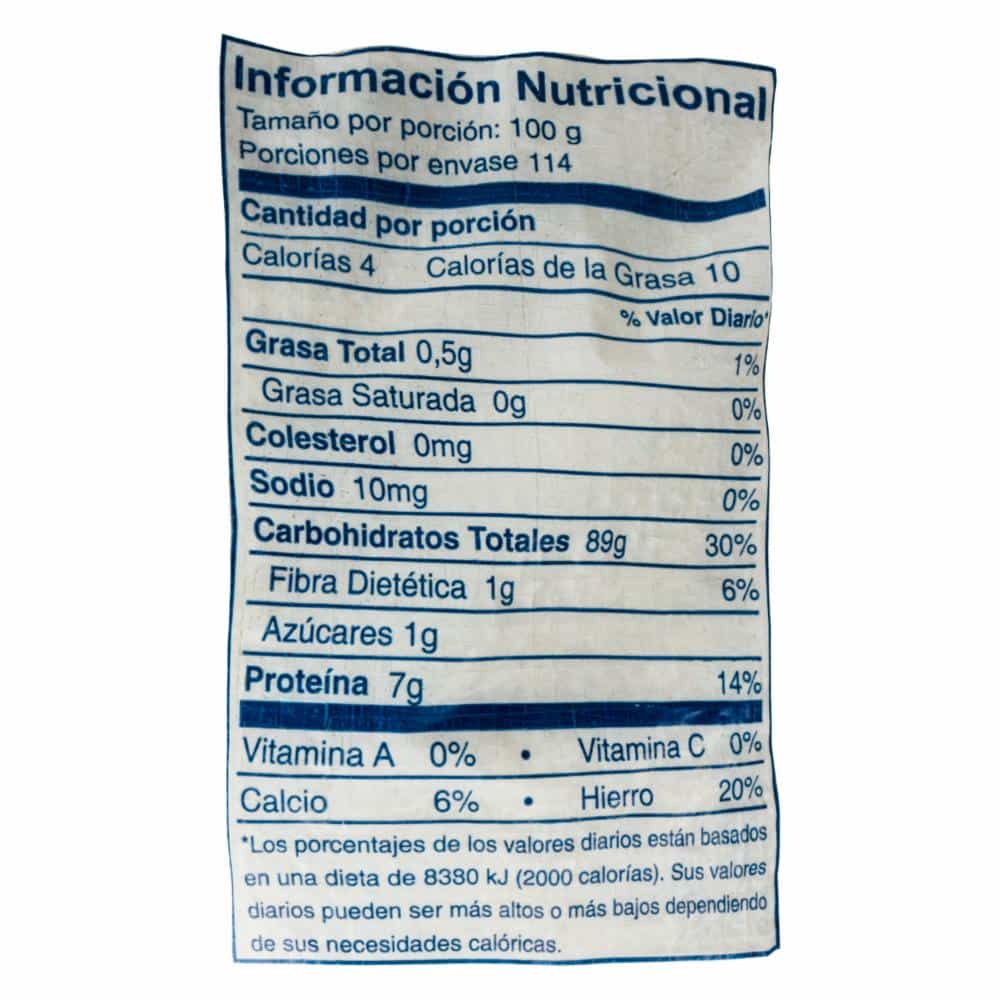 Información Nutricional
Tamaño por porción: 100 g
Porciones por envase 114
Cantidad por porción
Calorías 4 Calorías de la Grasa 10
% Valor Diario*
Grasa Total 0,5g 1%
Grasa Saturada 0g 0%
Colesterol 0mg 0%
Sodio 10mg 0%
Carbohidratos Totales 89g 30%
Fibra Dietética 1g 6%
Azúcares 1g
Proteína 7g 14%
Vitamina A 0% • Vitamina C 0%
Calcio 6% • Hierro 20%
*Los porcentajes de los valores diarios están basados
en una dieta de 8380 kJ (2000 calorías). Sus valores
diarios pueden ser más altos o más bajos dependiendo
de sus necesidades calóricas.